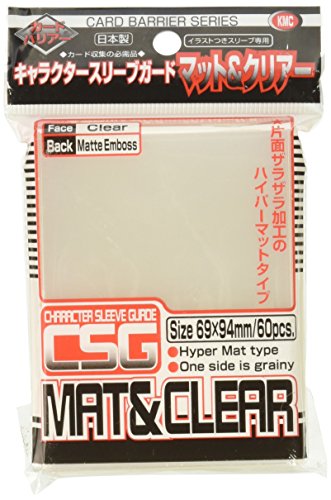 CARD BARRIER SERIES
KMC
カード
バリアー
日本製
イラストつきスリーブ専用
◆カード収集の必需品◆
キャラクタースリーブガード マット&クリアー
Face Clear
Back Matte Emboss
片面ザラザラ加工の
ハイパーマットタイプ
CHARACTER SLEEVE GUADE
CSG
Size 69×94mm/60pcs.
●Hyper Mat type
●One side is grainy
MAT&CLEAR